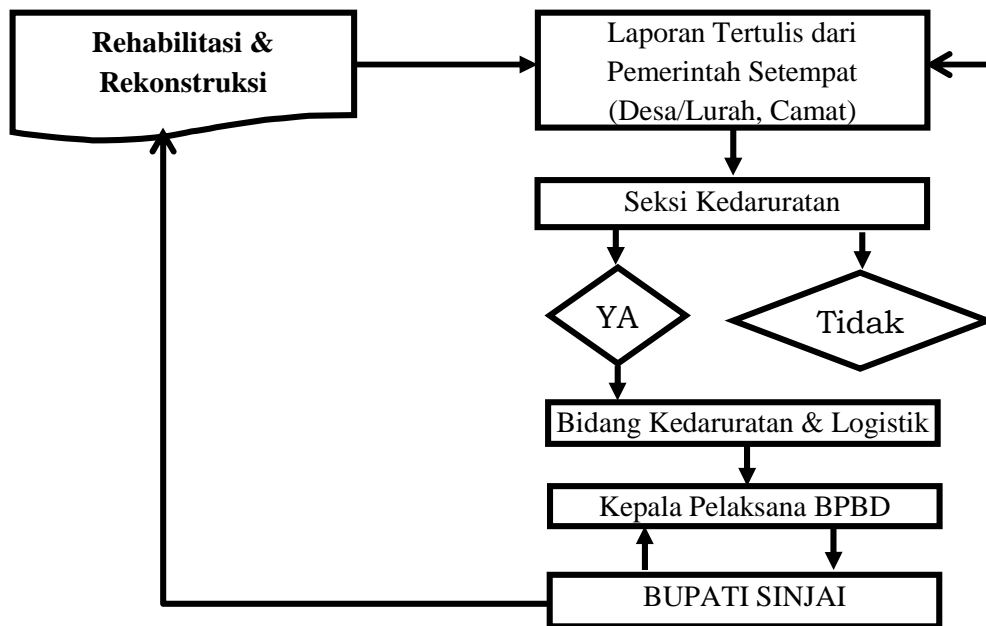 Rehabilitasi &
Rekonstruksi
Laporan Tertulis dari
Pemerintah Setempat
(Desa/Lurah, Camat)
Seksi Kedaruratan
YA
Tidak
Bidang Kedaruratan & Logistik
Kepala Pelaksana BPBD
BUPATI SINJAI